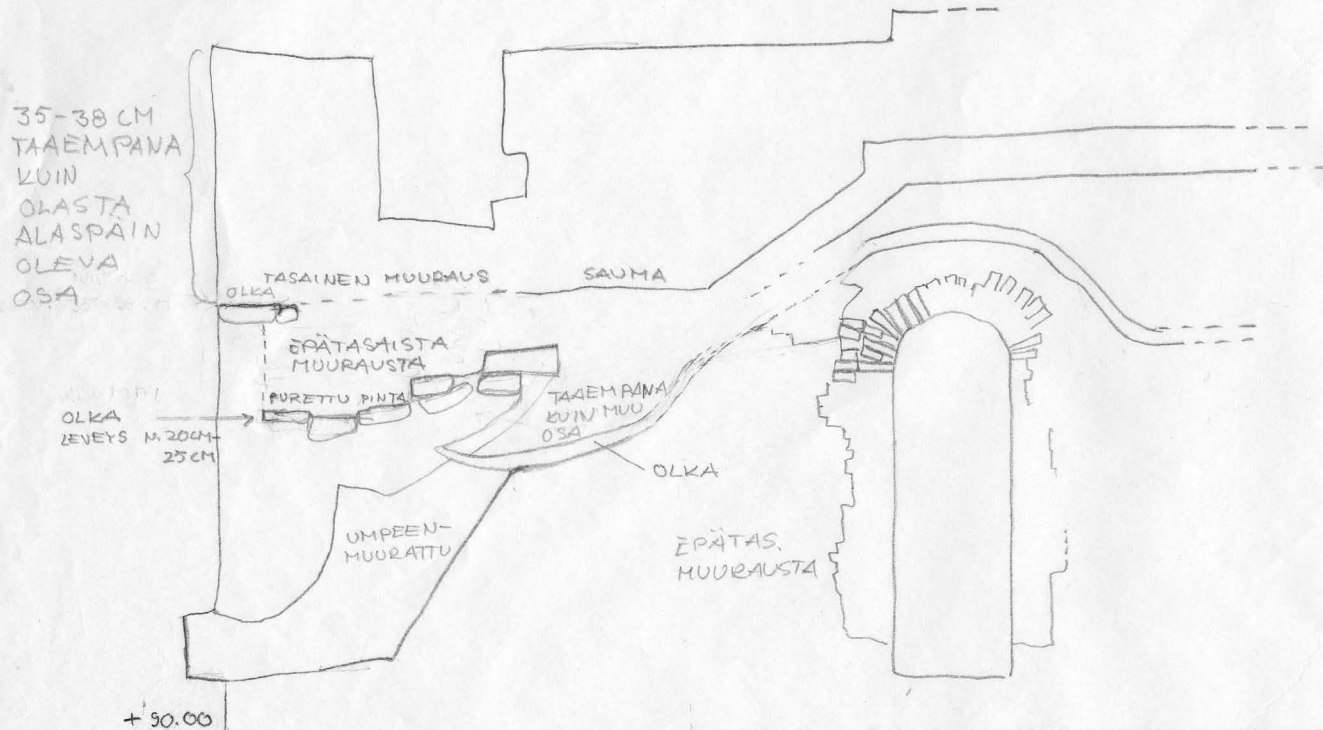 35-38 CM
TAAEMPANA
KUIN
OLASTA
ALASPÄIN
OLEVA
OSA
TASAINEN MUURAUS
SAUMA
OLKA
EPÄTASAISTA
MUURAUSTA
PURETTU PINTA
OLKA
LEVEYS N. 20CM-
25CM
TAAEMPANA
KUIN MUU
OSA
OLKA
UMPEEN-
MUURATTU
EPÄTAS.
MUURAUSTA
+90.00